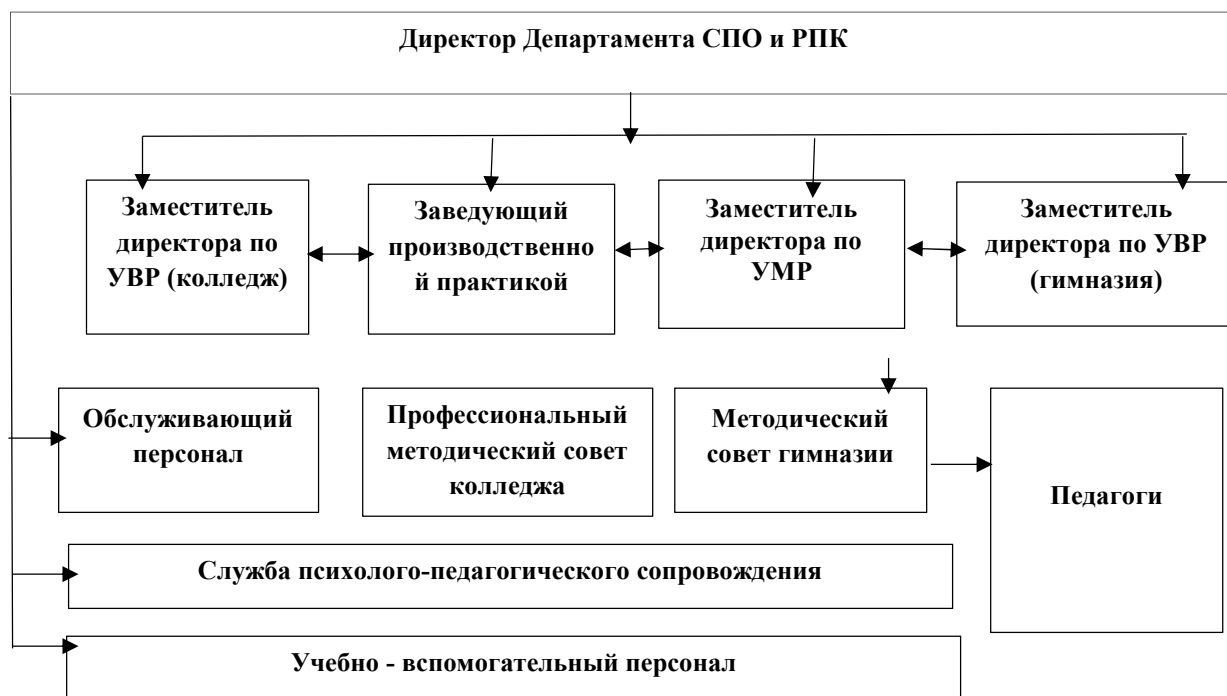 Директор Департамента СПО и РПК
Заместитель
директора по
УВР (колледж)
Заведующий
производственно
й практикой
Заместитель
директора по
УМР
Заместитель
директора по УВР
(гимназия)
Обслуживающий
персонал
Профессиональный
методический совет
колледжа
Методический
совет гимназии
Педагоги
Служба психолого-педагогического сопровождения
Учебно - вспомогательный персонал